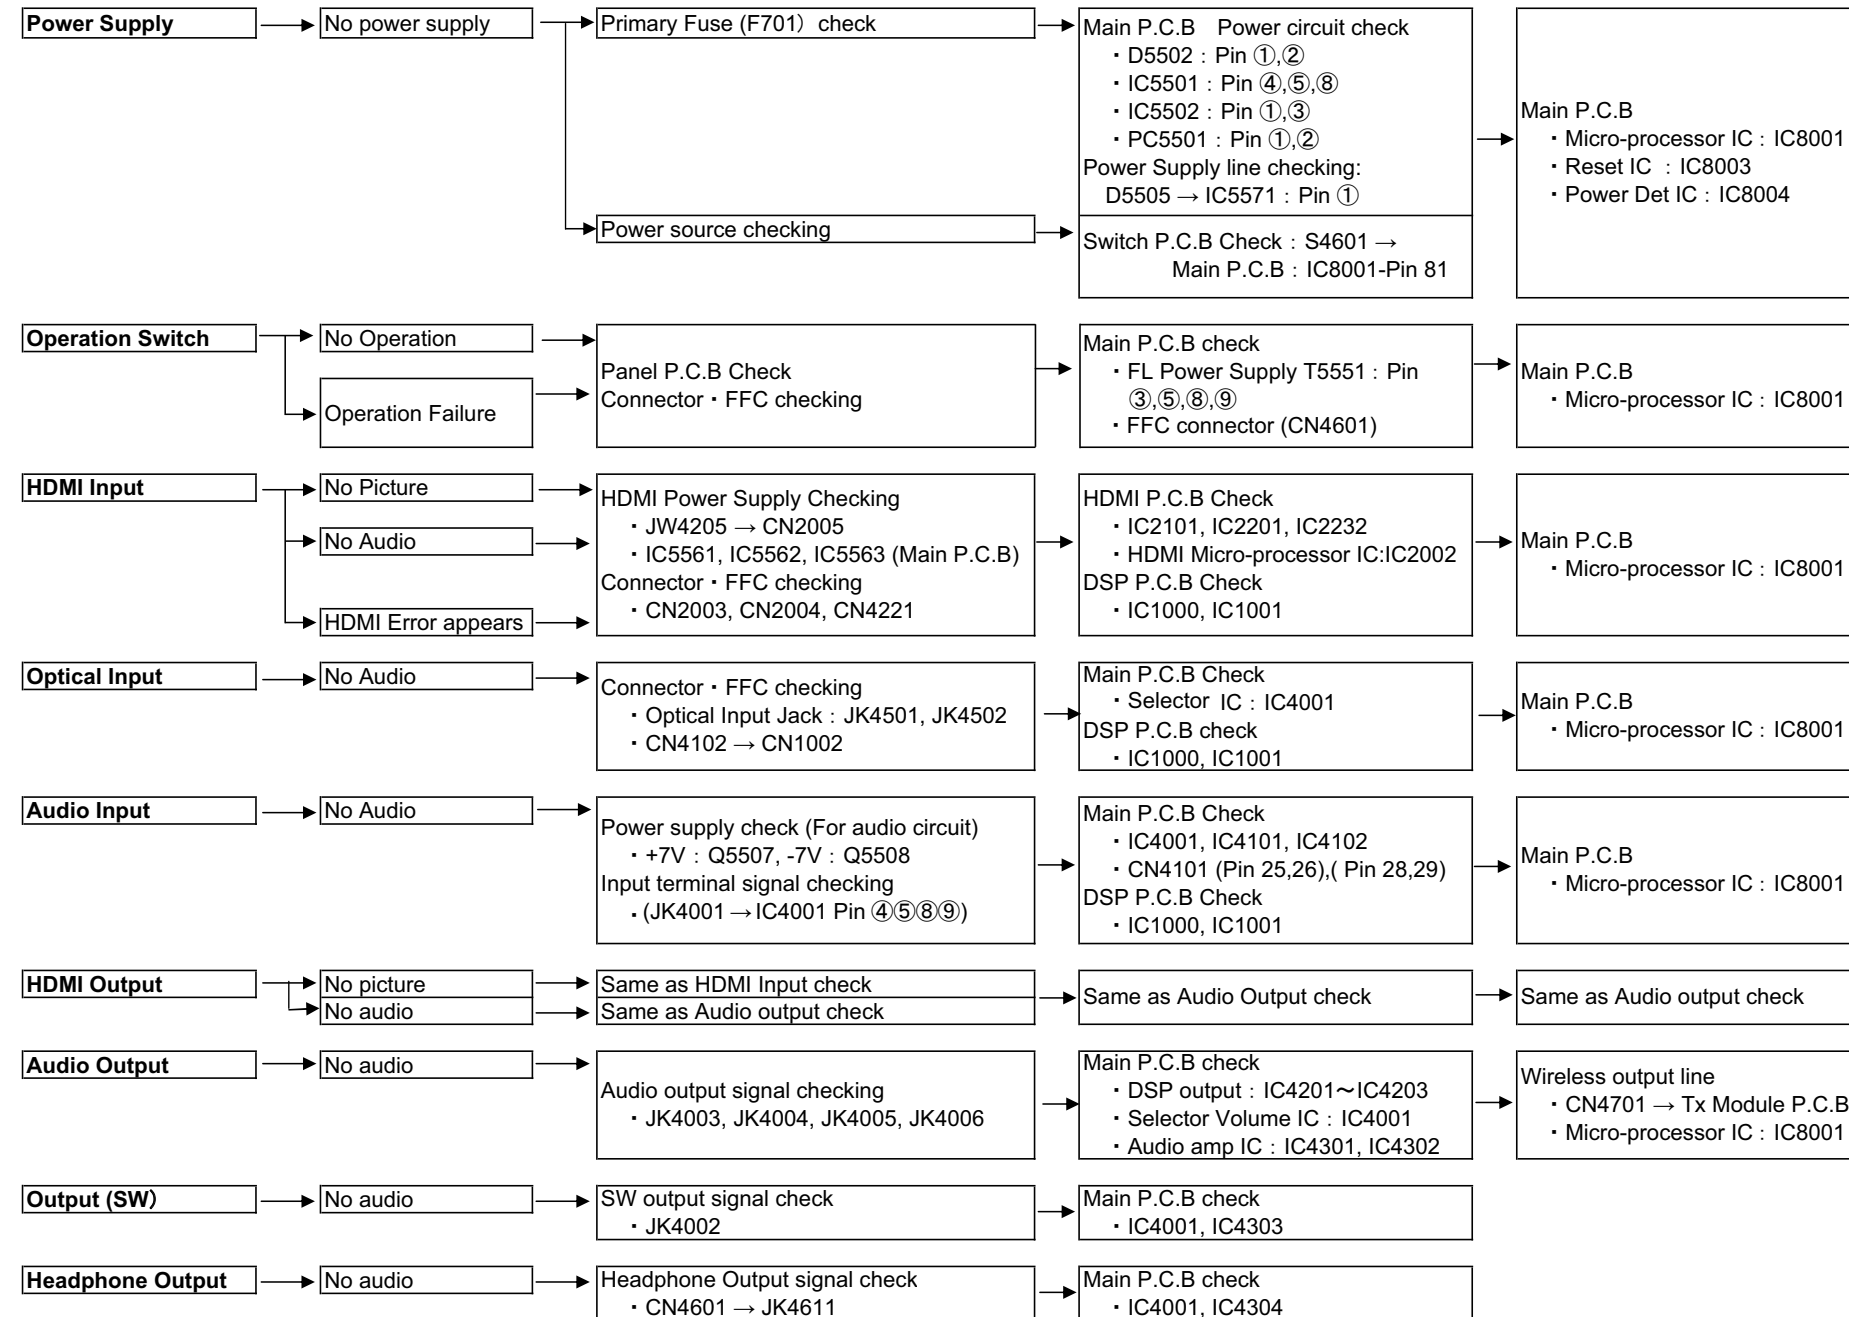 Power Supply
No power supply
Primary Fuse (F701）check
Main P.C.B Power circuit check
・D5502：Pin ①,②
・IC5501：Pin ④,⑤,⑧
・IC5502：Pin ①,③
・PC5501：Pin ①,②
Power Supply line checking:
D5505 → IC5571：Pin ①
Main P.C.B
・Micro-processor IC：IC8001
・Reset IC ：IC8003
・Power Det IC：IC8004
Power source checking
Switch P.C.B Check：S4601 →
Main P.C.B：IC8001-Pin 81
Operation Switch
No Operation
Operation Failure
Panel P.C.B Check
Connector・FFC checking
Main P.C.B check
・FL Power Supply T5551：Pin
③,⑤,⑧,⑨
・FFC connector (CN4601)
Main P.C.B
・Micro-processor IC：IC8001
HDMI Input
No Picture
No Audio
HDMI Error appears
HDMI Power Supply Checking
・JW4205 → CN2005
・IC5561, IC5562, IC5563 (Main P.C.B)
Connector・FFC checking
・CN2003, CN2004, CN4221
HDMI P.C.B Check
・IC2101, IC2201, IC2232
・HDMI Micro-processor IC:IC2002
DSP P.C.B Check
・IC1000, IC1001
Main P.C.B
・Micro-processor IC：IC8001
Optical Input
No Audio
Connector・FFC checking
・Optical Input Jack：JK4501, JK4502
・CN4102 → CN1002
Main P.C.B Check
・Selector IC：IC4001
DSP P.C.B check
・IC1000, IC1001
Main P.C.B
・Micro-processor IC：IC8001
Audio Input
No Audio
Power supply check (For audio circuit)
・+7V：Q5507, -7V：Q5508
Input terminal signal checking
・(JK4001 → IC4001 Pin ④⑤⑧⑨)
Main P.C.B Check
・IC4001, IC4101, IC4102
・CN4101 (Pin 25,26),( Pin 28,29)
DSP P.C.B Check
・IC1000, IC1001
Main P.C.B
・Micro-processor IC：IC8001
HDMI Output
No picture
No audio
Same as HDMI Input check
Same as Audio output check
Same as Audio Output check
Same as Audio output check
Audio Output
No audio
Audio output signal checking
・JK4003, JK4004, JK4005, JK4006
Main P.C.B check
・DSP output：IC4201～IC4203
・Selector Volume IC：IC4001
・Audio amp IC：IC4301, IC4302
Wireless output line
・CN4701 → Tx Module P.C.B
・Micro-processor IC：IC8001
Output (SW）
No audio
SW output signal check
・JK4002
Main P.C.B check
・IC4001, IC4303
Headphone Output
No audio
Headphone Output signal check
・CN4601 → JK4611
Main P.C.B check
・IC4001, IC4304